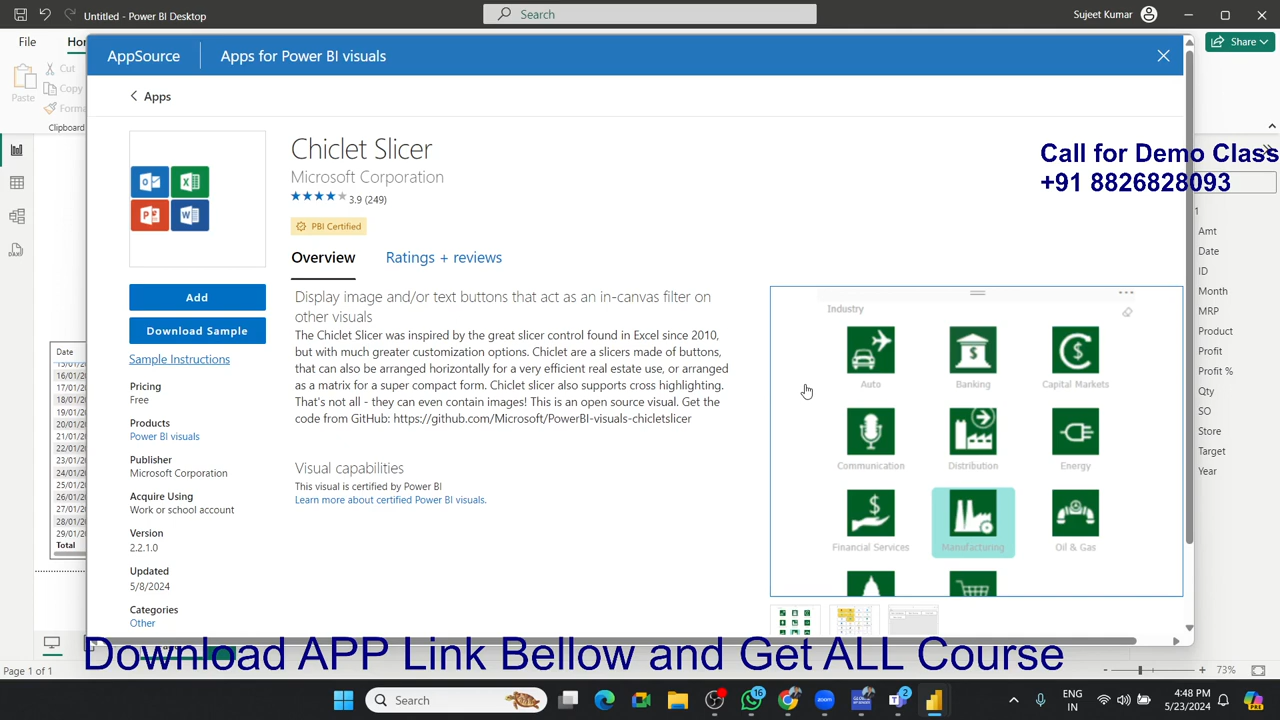 Untitled - Power BI Desktop
Search
Sujeet Kumar
File
Share
Paste
Cut
Copy
Clipboard
AppSource
Apps for Power BI visuals
Apps
Call for Demo Class
+91 8826828093
Chiclet Slicer
Microsoft Corporation
3.9 (249)
PBI Certified
Overview
Ratings + reviews
Add
Download Sample
Sample Instructions
Pricing
Free
Products
Power BI visuals
Publisher
Microsoft Corporation
Acquire Using
Work or school account
Version
2.2.1.0
Updated
5/8/2024
Categories
Other
Display image and/or text buttons that act as an in-canvas filter on
other visuals
The Chiclet Slicer was inspired by the great slicer control found in Excel since 2010,
but with much greater customization options. Chiclet are a slicers made of buttons,
that can also be arranged horizontally for a very efficient real estate use, or arranged
as a matrix for a super compact form. Chiclet slicer also supports cross highlighting.
That's not all - they can even contain images! This is an open source visual. Get the
code from GitHub: https://github.com/Microsoft/PowerBI-visuals-chicletslicer
Visual capabilities
This visual is certified by Power BI
Learn more about certified Power BI visuals.
Industry
Auto
Banking
Capital Markets
Communication
Distribution
Energy
Financial Services
Manufacturing
Oil & Gas
Amt
Date
ID
Month
MRP
Product
Profit
Profit %
Qty
SO
Store
Target
Year
Date
Total
Download APP Link Bellow and Get ALL Course
Page 1 of 1
73%
Search
16
2
ENG
IN
4:48 PM
5/23/2024